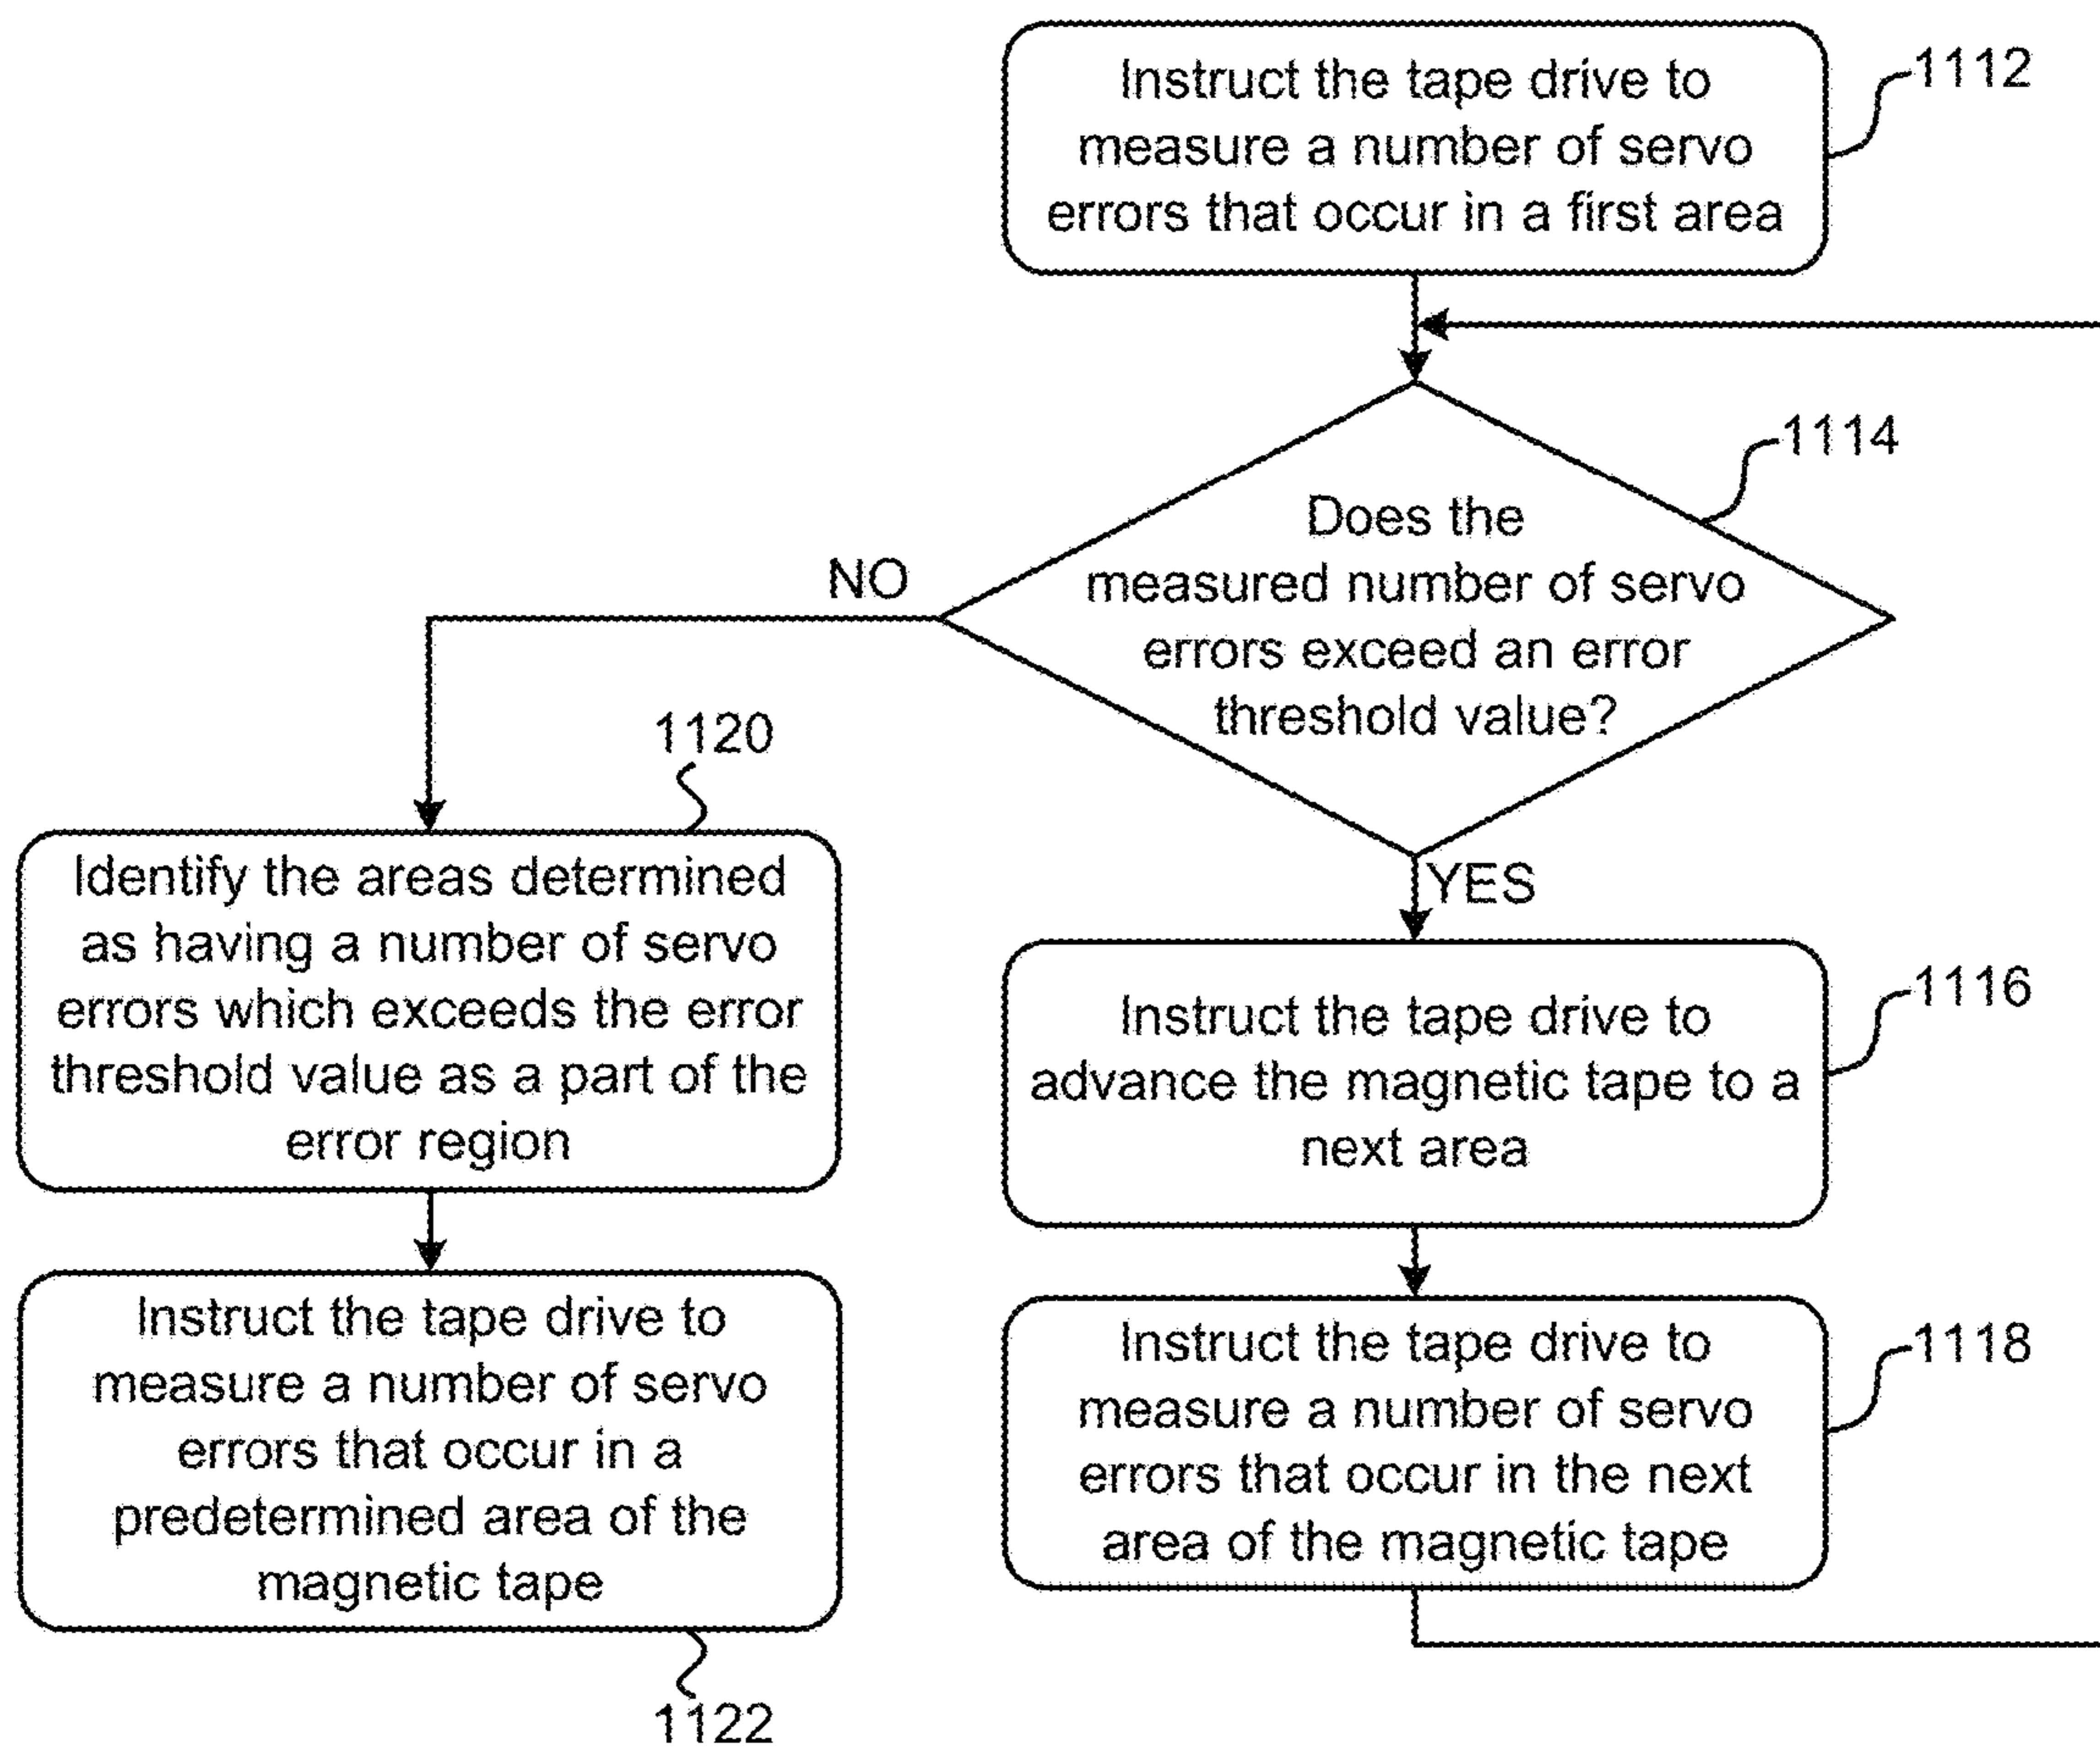 Instruct the tape drive to
measure a number of servo
errors that occur in a first area
1112
1114
Does the
measured number of servo
errors exceed an error
threshold value?
NO
YES
1120
Identify the areas determined
as having a number of servo
errors which exceeds the error
threshold value as a part of the
error region
1116
Instruct the tape drive to
advance the magnetic tape to a
next area
Instruct the tape drive to
measure a number of servo
errors that occur in a
predetermined area of the
magnetic tape
1122
1118
Instruct the tape drive to
measure a number of servo
errors that occur in the next
area of the magnetic tape